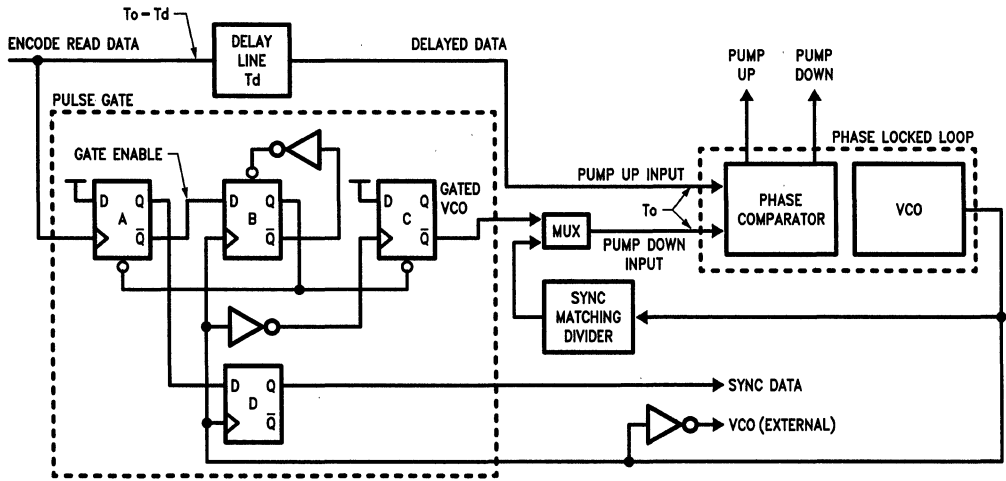 To-Td
ENCODE READ DATA
DELAY
LINE
Td
DELAYED DATA
PUMP
UP
PUMP
DOWN
PULSE GATE
PHASE LOCKED LOOP
GATE ENABLE
D Q
A
Q̅
D Q
B
Q̅
D Q
C
Q̅
GATED
VCO
MUX
PUMP UP INPUT
To
PUMP DOWN
INPUT
PHASE
COMPARATOR
VCO
SYNC
MATCHING
DIVIDER
D Q
D
Q̅
SYNC DATA
VCO (EXTERNAL)